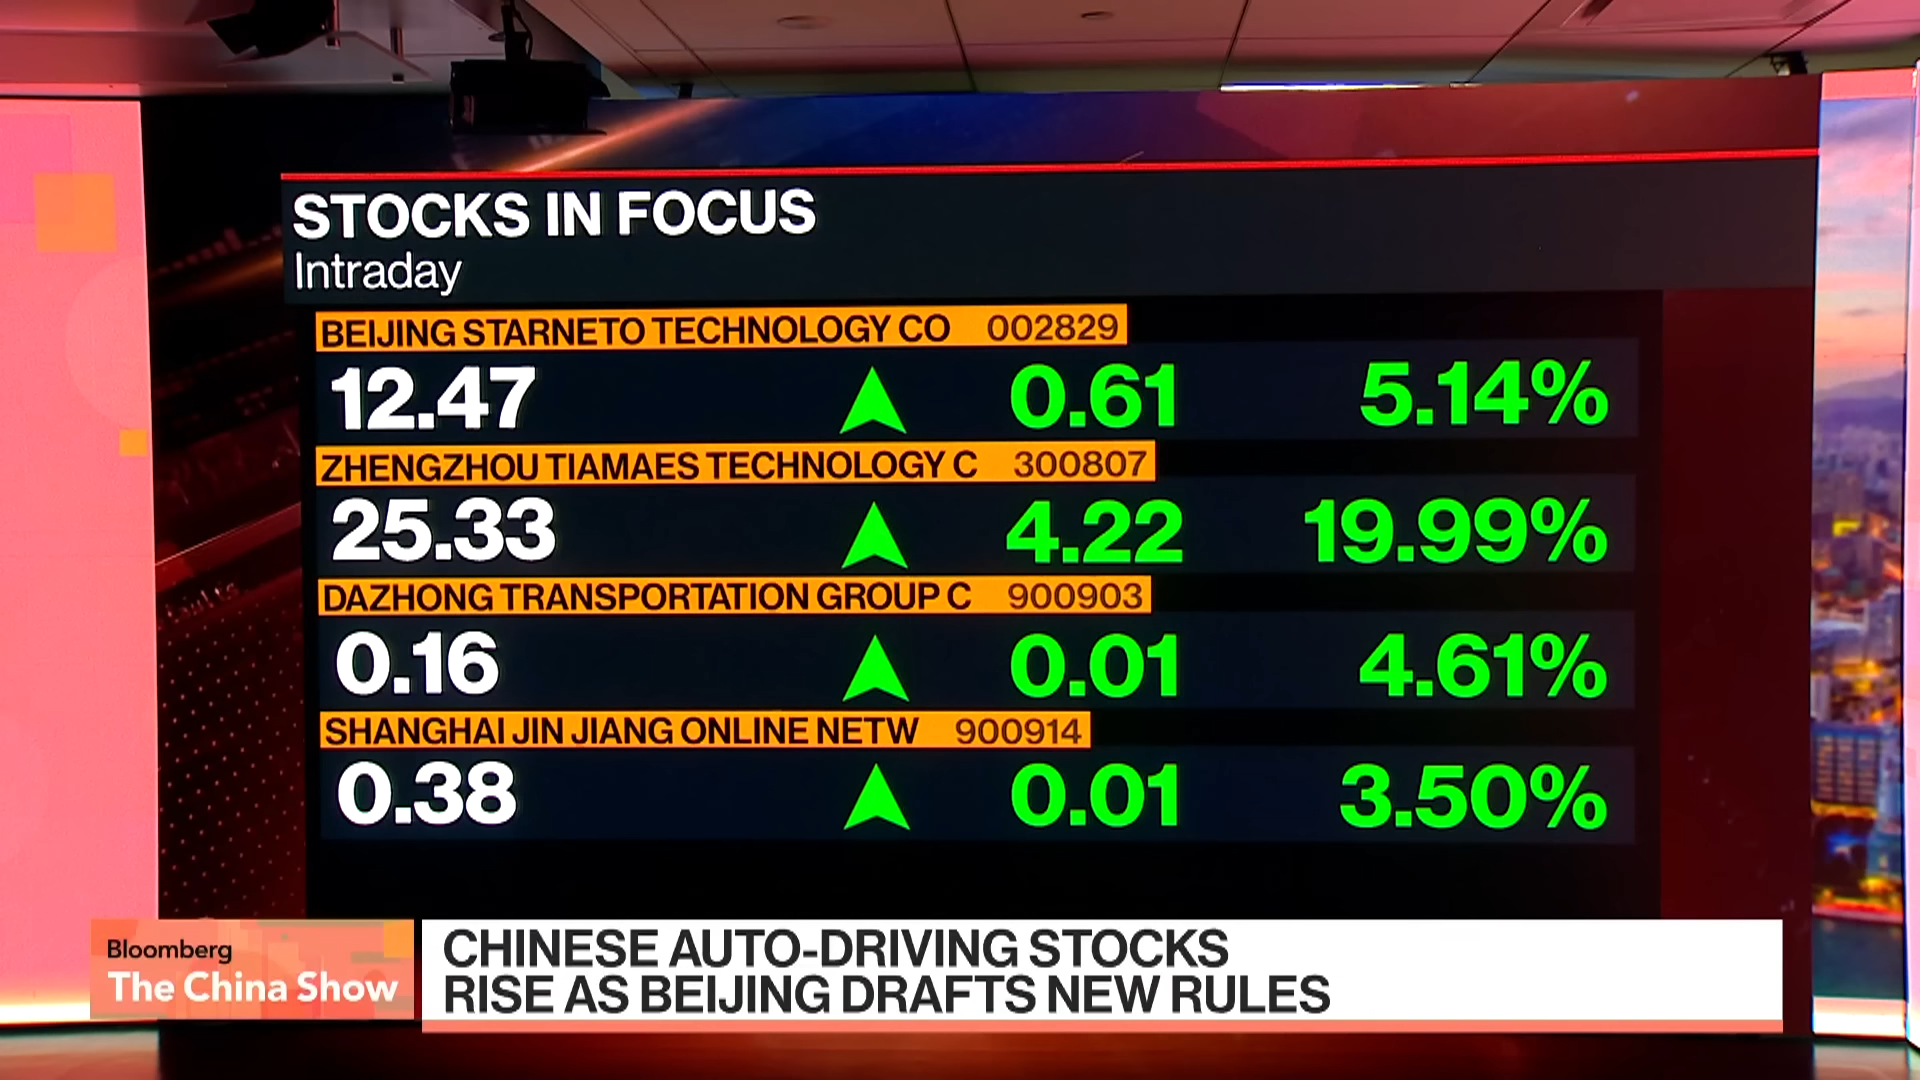 STOCKS IN FOCUS
Intraday
BEIJING STARNETO TECHNOLOGY CO 002829
12.47 0.61 5.14%
ZHENGZHOU TIAMAES TECHNOLOGY C 300807
25.33 4.22 19.99%
DAZHONG TRANSPORTATION GROUP C 900903
0.16 0.01 4.61%
SHANGHAI JIN JIANG ONLINE NETW 900914
0.38 0.01 3.50%
Bloomberg
The China Show
CHINESE AUTO-DRIVING STOCKS
RISE AS BEIJING DRAFTS NEW RULES